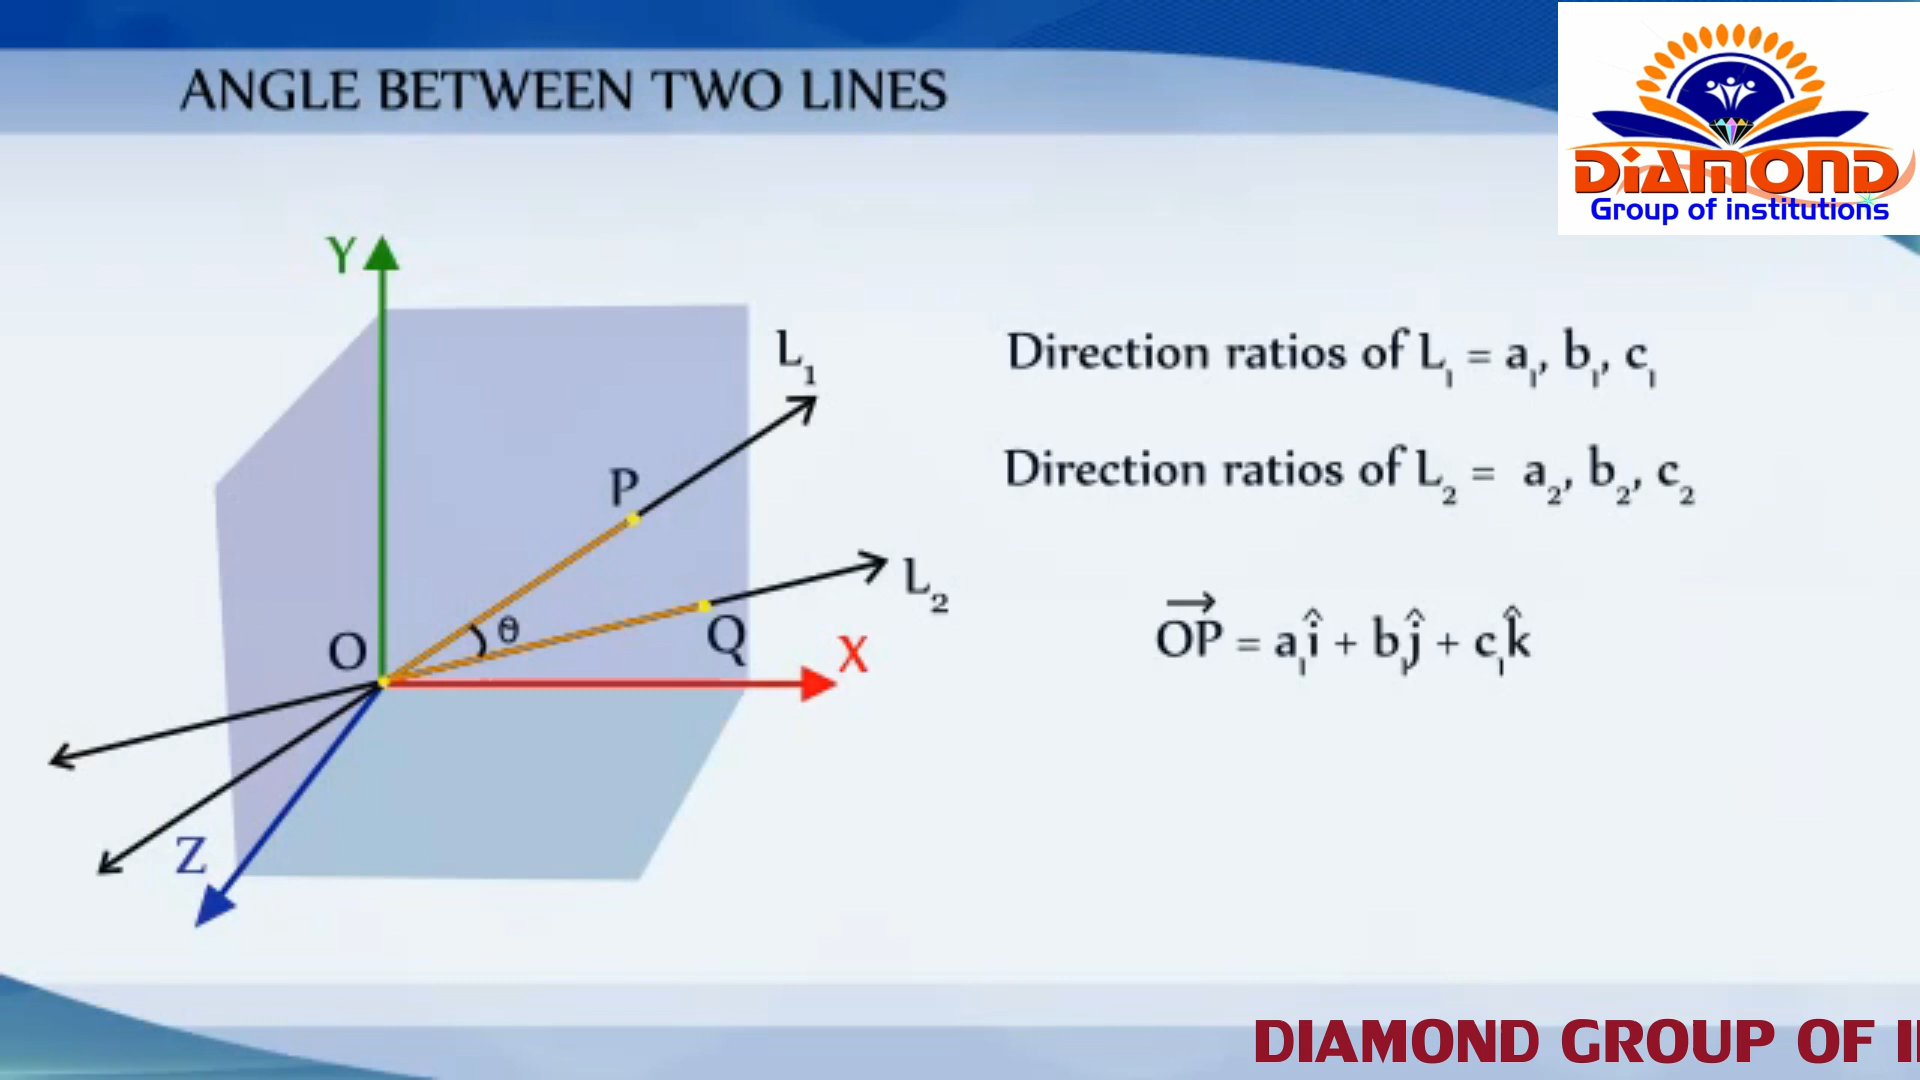 ANGLE BETWEEN TWO LINES
DiAMOND
Group of institutions
Y
L₁
P
L₂
θ
Q
O
X
Z
Direction ratios of L₁ = a₁, b₁, c₁
Direction ratios of L₂ = a₂, b₂, c₂
$\overrightarrow{OP}$ = a₁î + b₁ĵ + c₁k̂
DIAMOND GROUP OF